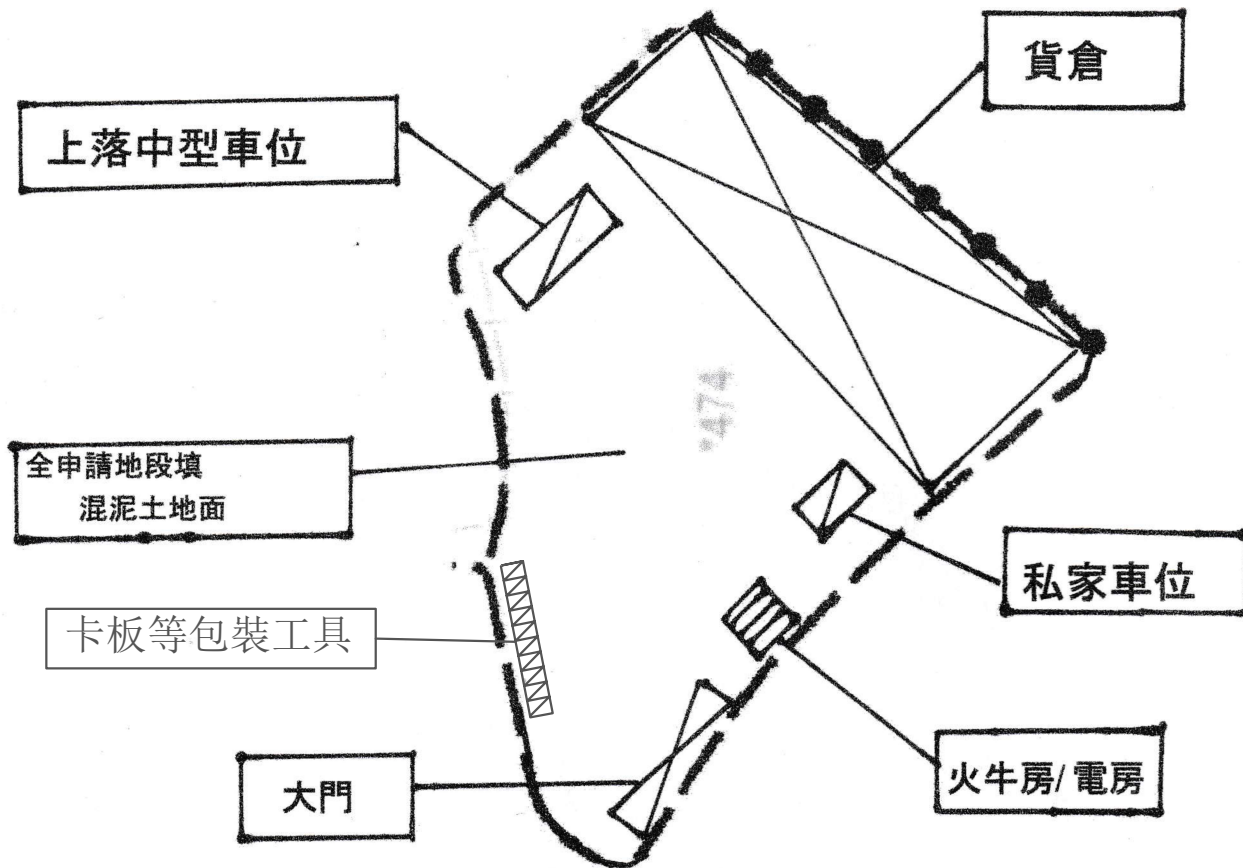 貨倉
上落中型車位
474
全申請地段填
混泥土地面
私家車位
卡板等包裝工具
火牛房/電房
大門